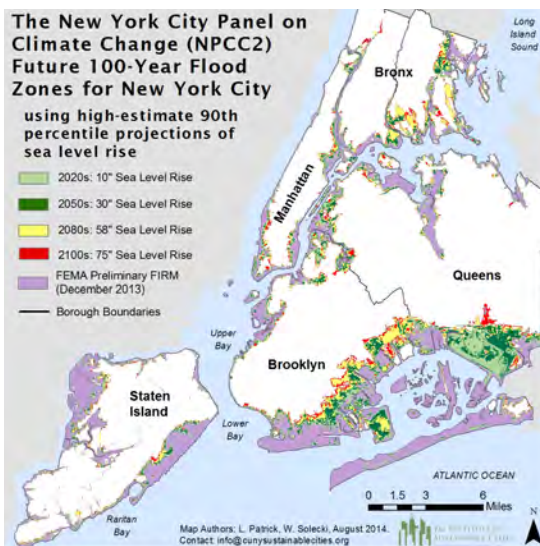 The New York City Panel on
Climate Change (NPCC2)
Future 100-Year Flood
Zones for New York City
using high-estimate 90th
percentile projections of
sea level rise
2020s: 10" Sea Level Rise
2050s: 30" Sea Level Rise
2080s: 58" Sea Level Rise
2100s: 75" Sea Level Rise
FEMA Preliminary FIRM
(December 2013)
Borough Boundaries
Long
Island
Sound
Bronx
Manhattan
Queens
Upper
Bay
Brooklyn
Staten
Island
Lower
Bay
Raritan
Bay
ATLANTIC OCEAN
0 1.5 3 6
Miles
N
Map Authors: L. Patrick, W. Solecki, August 2014.
Contact: info@cunysustainablecities.org